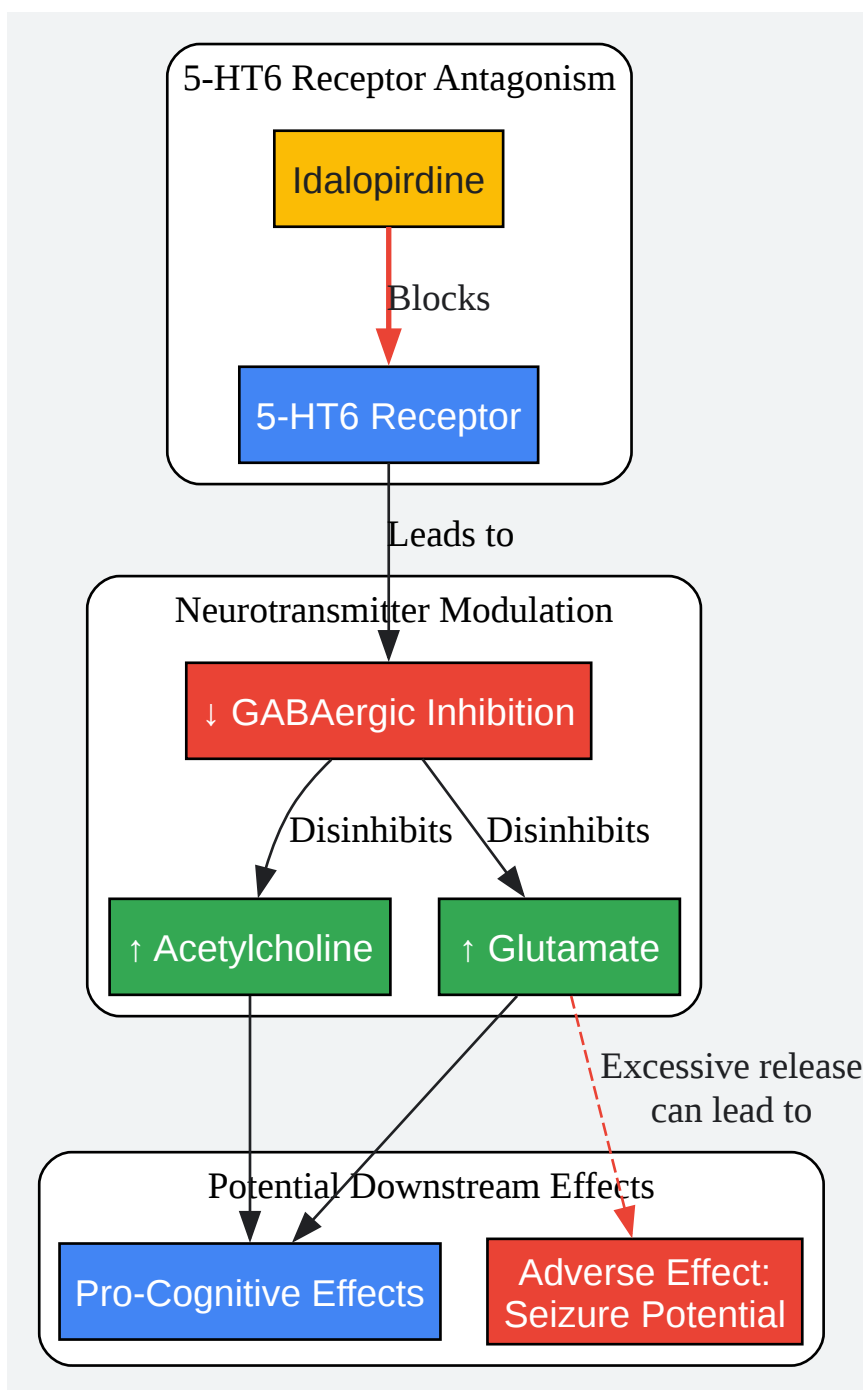 5-HT6 Receptor Antagonism
Idalopirdine
Blocks
5-HT6 Receptor
Leads to
Neurotransmitter Modulation
↓ GABAergic Inhibition
Disinhibits
Disinhibits
↑ Acetylcholine
↑ Glutamate
Excessive release
can lead to
Potential Downstream Effects
Pro-Cognitive Effects
Adverse Effect:
Seizure Potential